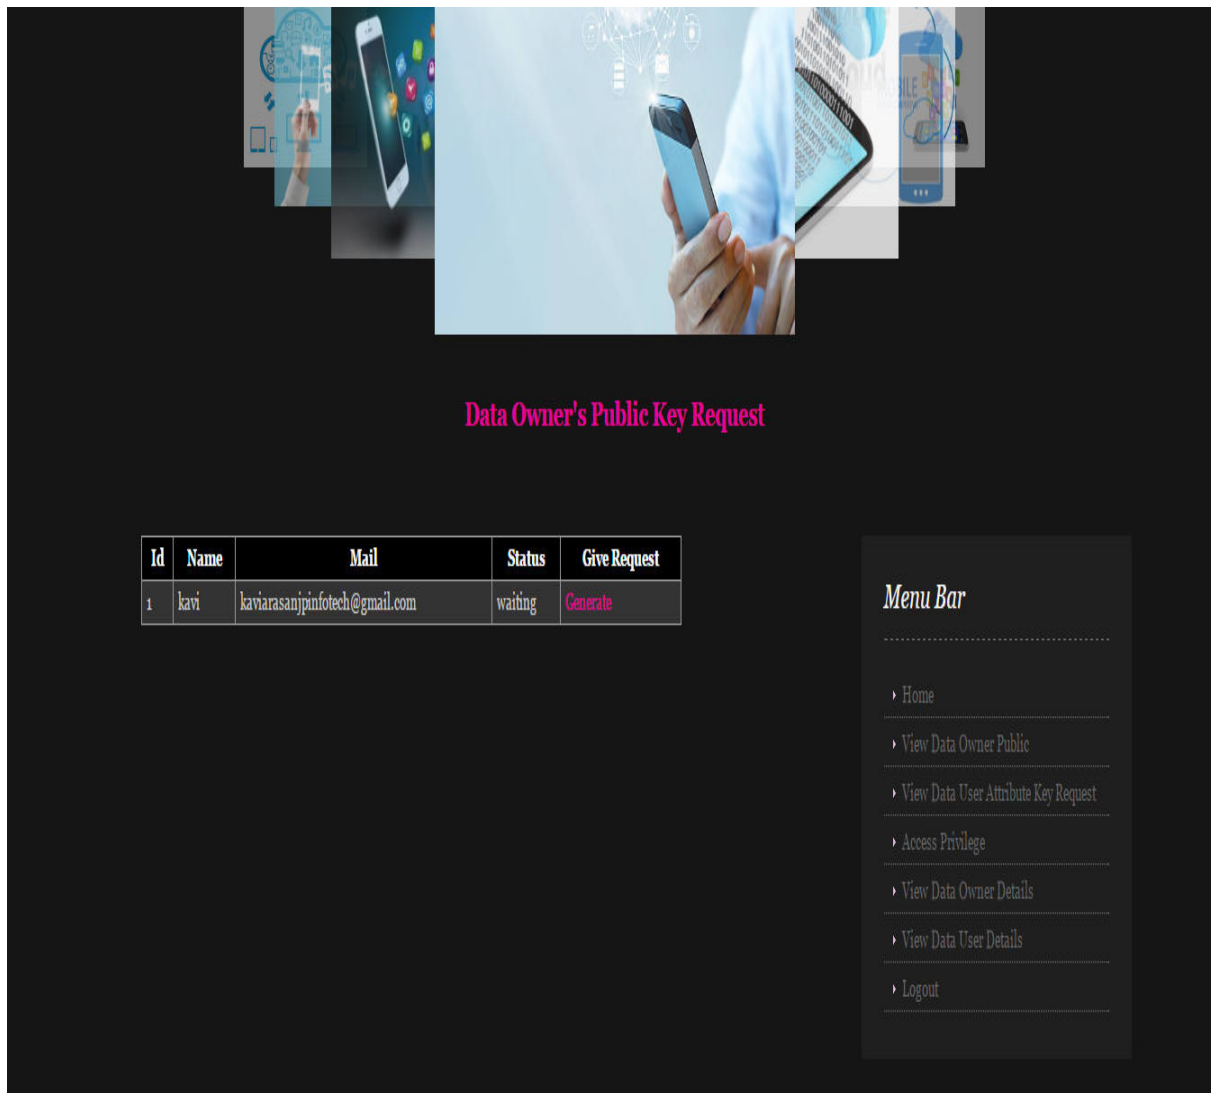 MOBILE
Data Owner's Public Key Request
Id Name Mail Status Give Request
1 kavi kaviarasanjpinfotech@gmail.com waiting Generate
Menu Bar
Home
View Data Owner Public
View Data User Attribute Key Request
Access Privilege
View Data Owner Details
View Data User Details
Logout